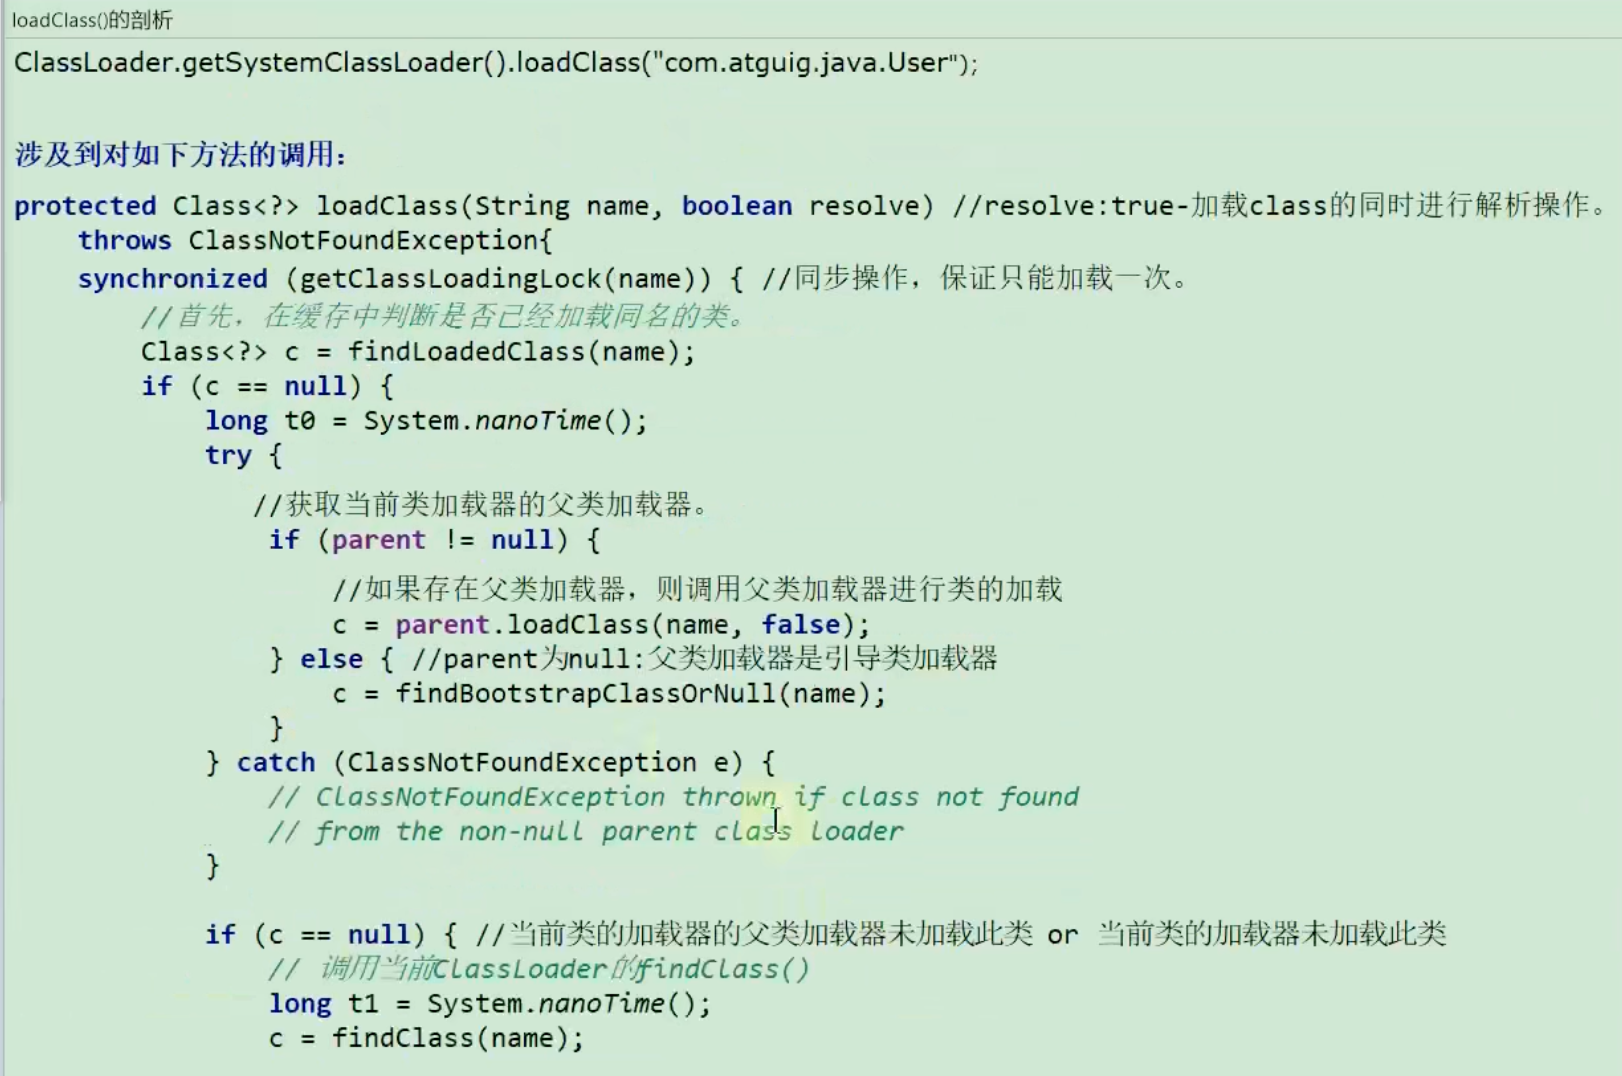 loadClass()的剖析
ClassLoader.getSystemClassLoader().loadClass("com.atguig.java.User");
涉及到对如下方法的调用:
protected Class<?> loadClass(String name, boolean resolve) //resolve:true-加载class的同时进行解析操作。
throws ClassNotFoundException{
synchronized (getClassLoadingLock(name)) { //同步操作，保证只能加载一次。
//首先，在缓存中判断是否已经加载同名的类。
Class<?> c = findLoadedClass(name);
if (c == null) {
long t0 = System.nanoTime();
try {
//获取当前类加载器的父类加载器。
if (parent != null) {
//如果存在父类加载器，则调用父类加载器进行类的加载
c = parent.loadClass(name, false);
} else { //parent为null:父类加载器是引导类加载器
c = findBootstrapClassOrNull(name);
}
} catch (ClassNotFoundException e) {
// ClassNotFoundException thrown if class not found
// from the non-null parent class loader
}
if (c == null) { //当前类的加载器的父类加载器未加载此类 or 当前类的加载器未加载此类
// 调用当前ClassLoader的findClass()
long t1 = System.nanoTime();
c = findClass(name);